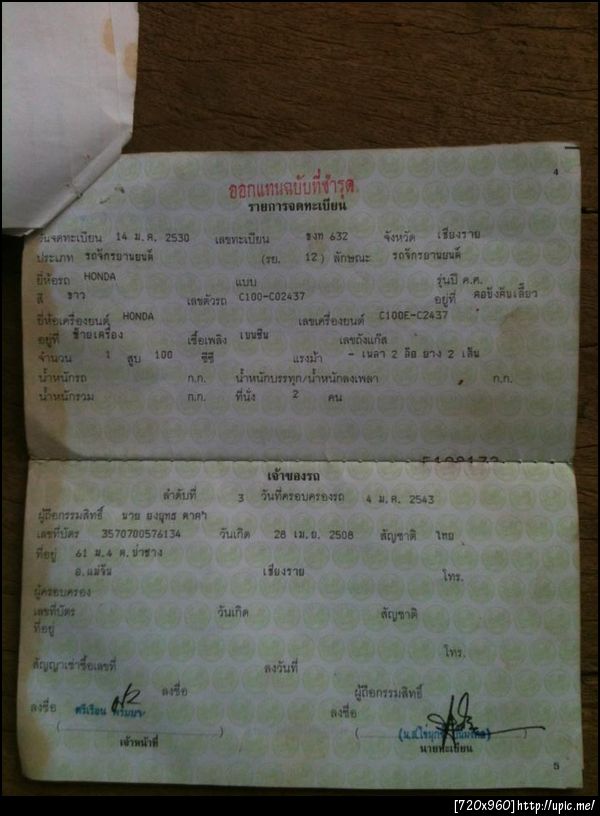 4
ออกแทนฉบับที่ชำรุด
รายการจดทะเบียน
วันจดทะเบียน 14 ม.ค. 2530 เลขทะเบียน 632 จังหวัด เชียงราย
ประเภท รถจักรยานยนต์ (รย. 12) ลักษณะ รถจักรยานยนต์
ยี่ห้อรถ HONDA แบบ รุ่นปี ค.ศ.
สี ขาว เลขตัวรถ C100-C02437 อยู่ที่ คอบังคับเลี้ยว
ยี่ห้อเครื่องยนต์ HONDA เลขเครื่องยนต์ C100E-C2437
อยู่ที่ ซ้ายเครื่อง เชื้อเพลิง เบนซิน เลขถังแก๊ส
จำนวน 1 สูบ 100 ซีซี แรงม้า - เพลา 2 ล้อ ยาง 2 เส้น
น้ำหนักรถ ก.ก. น้ำหนักบรรทุก/น้ำหนักลงเพลา ก.ก.
น้ำหนักรวม ก.ก. ที่นั่ง 2 คน
เจ้าของรถ
ลำดับที่ 3 วันที่ครอบครองรถ 4 ม.ค. 2543
ผู้ถือกรรมสิทธิ์ นาย ยงยุทธ
เลขที่บัตร 3570700576134 วันเกิด 28 เม.ย. 2508 สัญชาติ ไทย
ที่อยู่ 61 ม.4 ต.ป่าซาง
อ.แม่จัน เชียงราย โทร.
ผู้ครอบครอง
เลขที่บัตร วันเกิด สัญชาติ
ที่อยู่
โทร.
สัญญาเช่าซื้อเลขที่ ลงวันที่
ลงชื่อ ผู้ถือกรรมสิทธิ์
ลงชื่อ ศรีเรือน ลงชื่อ
เจ้าหน้าที่ นายทะเบียน
5
[720x960]http://upic.me/